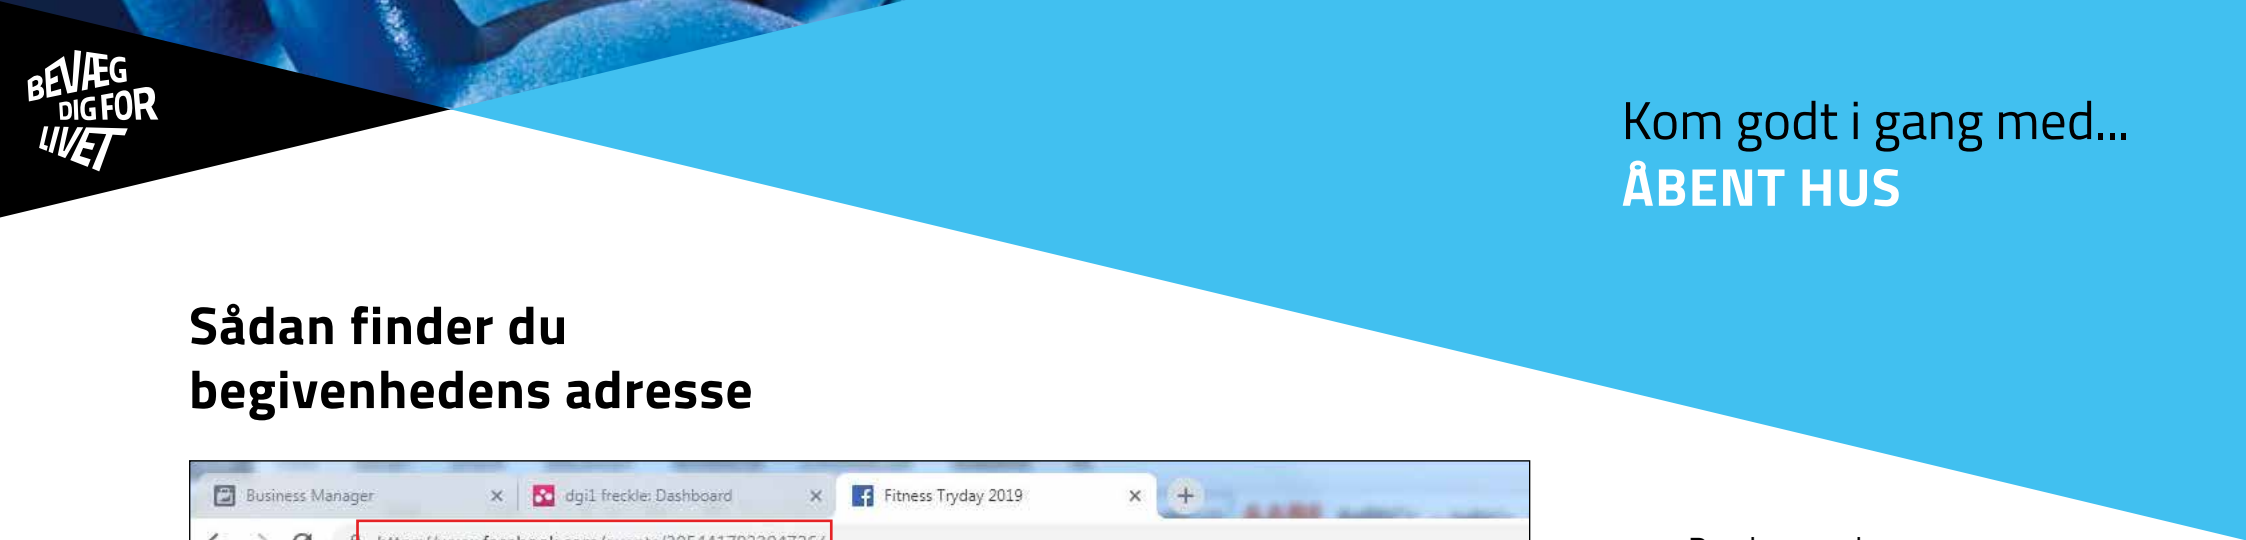 BEVÆG
DIG FOR
LIVET
Kom godt i gang med...
ÅBENT HUS
Sådan finder du
begivenhedens adresse
Business Manager
dgi1 freckle: Dashboard
Fitness Tryday 2019